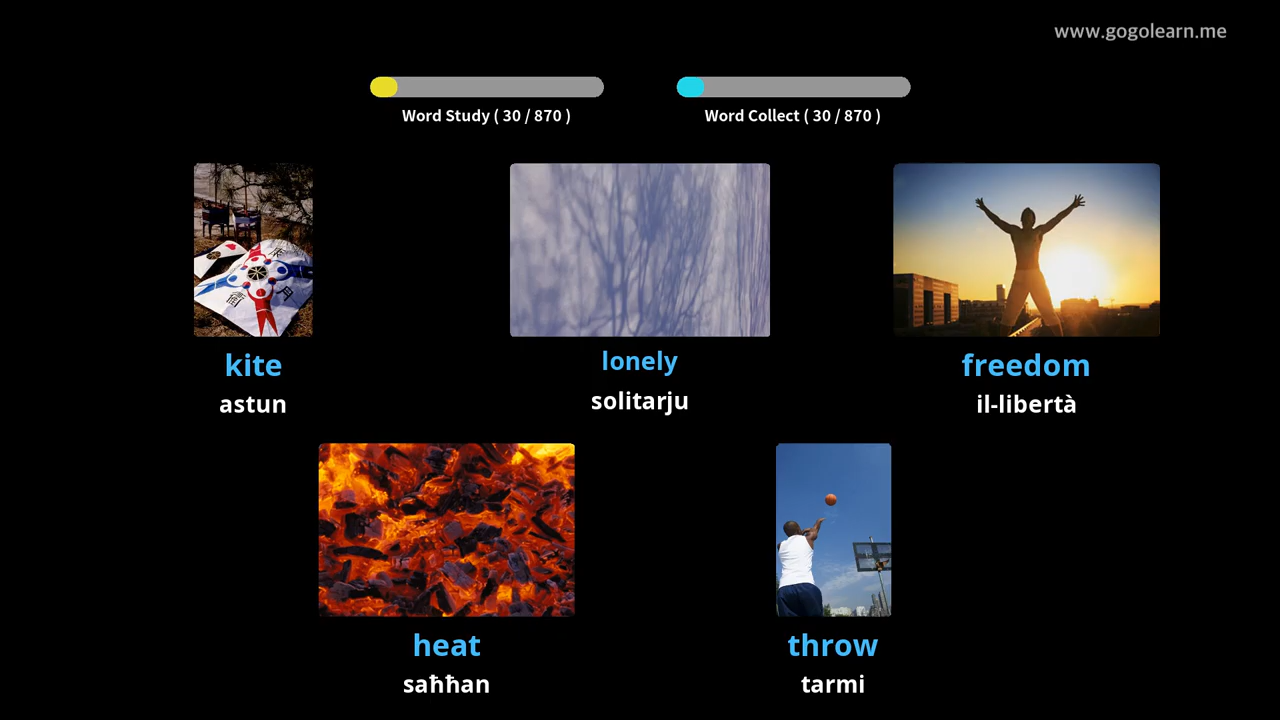 www.gogolearn.me
Word Study ( 30 / 870 )
Word Collect ( 30 / 870 )
kite
astun
lonely
solitarju
freedom
il-libertà
heat
saħħan
throw
tarmi